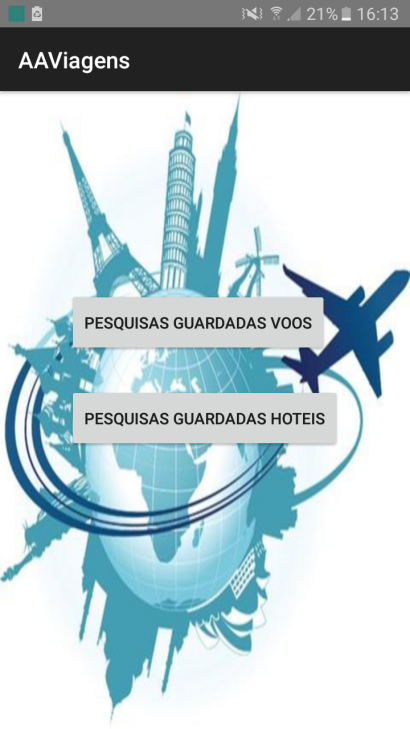 21% 16:13
AAViagens
PESQUISAS GUARDADAS VOOS
PESQUISAS GUARDADAS HOTEIS